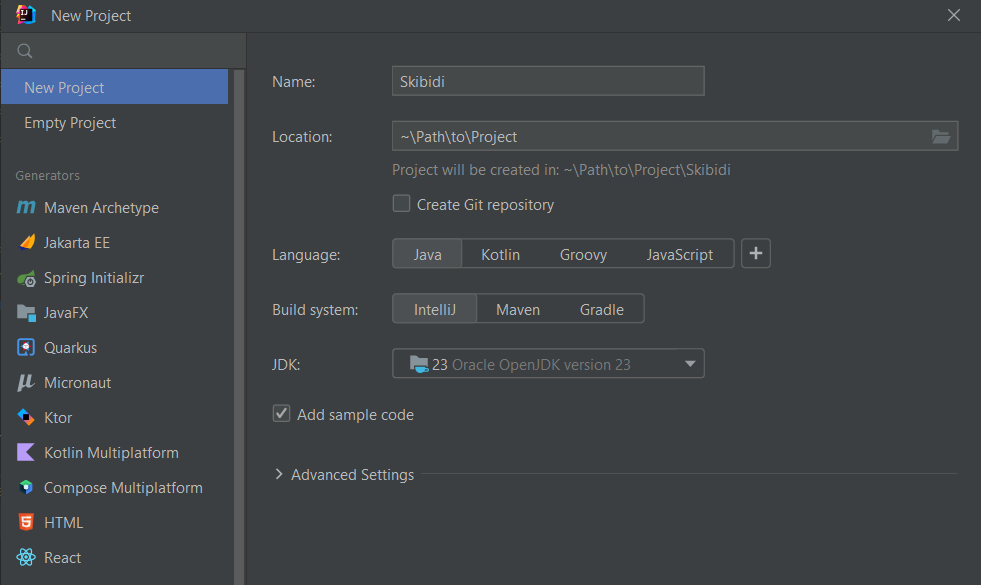 New Project
New Project
Empty Project
Generators
Maven Archetype
Jakarta EE
Spring Initializr
JavaFX
Quarkus
Micronaut
Ktor
Kotlin Multiplatform
Compose Multiplatform
HTML
React
Name: Skibidi
Location: ~\Path\to\Project
Project will be created in: ~\Path\to\Project\Skibidi
Create Git repository
Language: Java Kotlin Groovy JavaScript +
Build system: IntelliJ Maven Gradle
JDK: 23 Oracle OpenJDK version 23
Add sample code
Advanced Settings